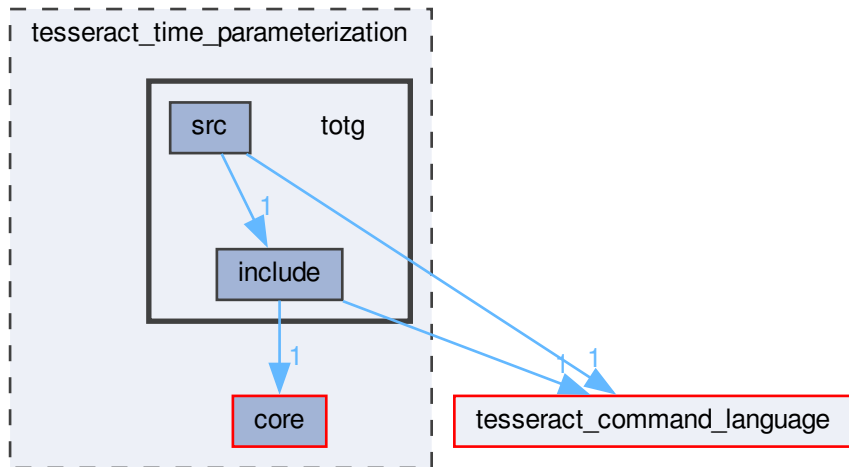 tesseract_time_parameterization
src
totg
1
include
1
1
1
core
tesseract_command_language